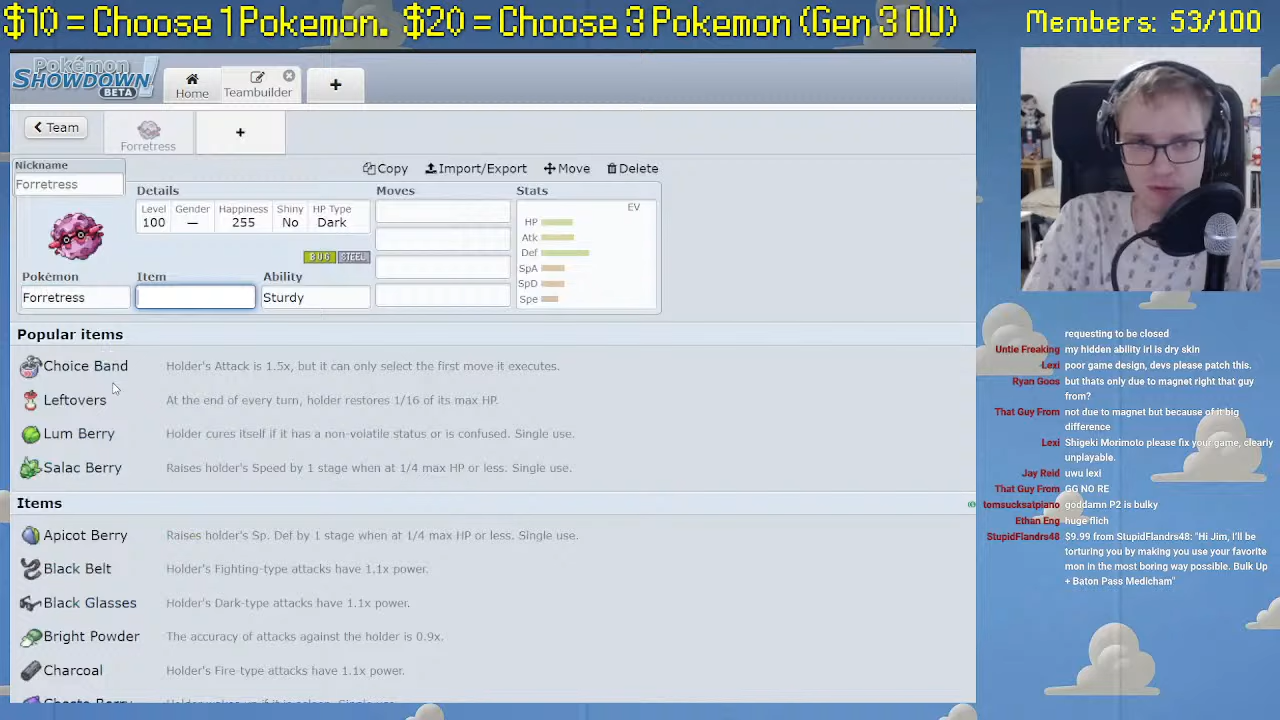 $10 = Choose 1 Pokemon. $20 = Choose 3 Pokemon (Gen 3 OU)
Members: 53/100
Pokémon
SHOWDOWN!
BETA
Home
Teambuilder
+
< Team
Forretress
+
Nickname
Forretress
Copy
Import/Export
Move
Delete
Details
Moves
Stats
Level
Gender
Happiness
Shiny
HP Type
100
—
255
No
Dark
EV
HP
Atk
Def
SpA
SpD
Spe
BUG
STEEL
Pokémon
Item
Ability
Forretress
Sturdy
Popular items
Choice Band Holder's Attack is 1.5x, but it can only select the first move it executes.
Leftovers At the end of every turn, holder restores 1/16 of its max HP.
Lum Berry Holder cures itself if it has a non-volatile status or is confused. Single use.
Salac Berry Raises holder's Speed by 1 stage when at 1/4 max HP or less. Single use.
Items
Apicot Berry Raises holder's Sp. Def by 1 stage when at 1/4 max HP or less. Single use.
Black Belt Holder's Fighting-type attacks have 1.1x power.
Black Glasses Holder's Dark-type attacks have 1.1x power.
Bright Powder The accuracy of attacks against the holder is 0.9x.
Charcoal Holder's Fire-type attacks have 1.1x power.
requesting to be closed
Untie Freaking my hidden ability irl is dry skin
Lexi poor game design, devs please patch this.
Ryan Goos but thats only due to magnet right that guy
from?
That Guy From not due to magnet but because of it big
difference
Lexi Shigeki Morimoto please fix your game, clearly
unplayable.
Jay Reid uwu lexi
That Guy From GG NO RE
tomsucksatpiano goddamn P2 is bulky
Ethan Eng huge flich
StupidFlandrs48 $9.99 from StupidFlandrs48: "Hi Jim, I'll be
torturing you by making you use your favorite
mon in the most boring way possible. Bulk Up
+ Baton Pass Medicham"